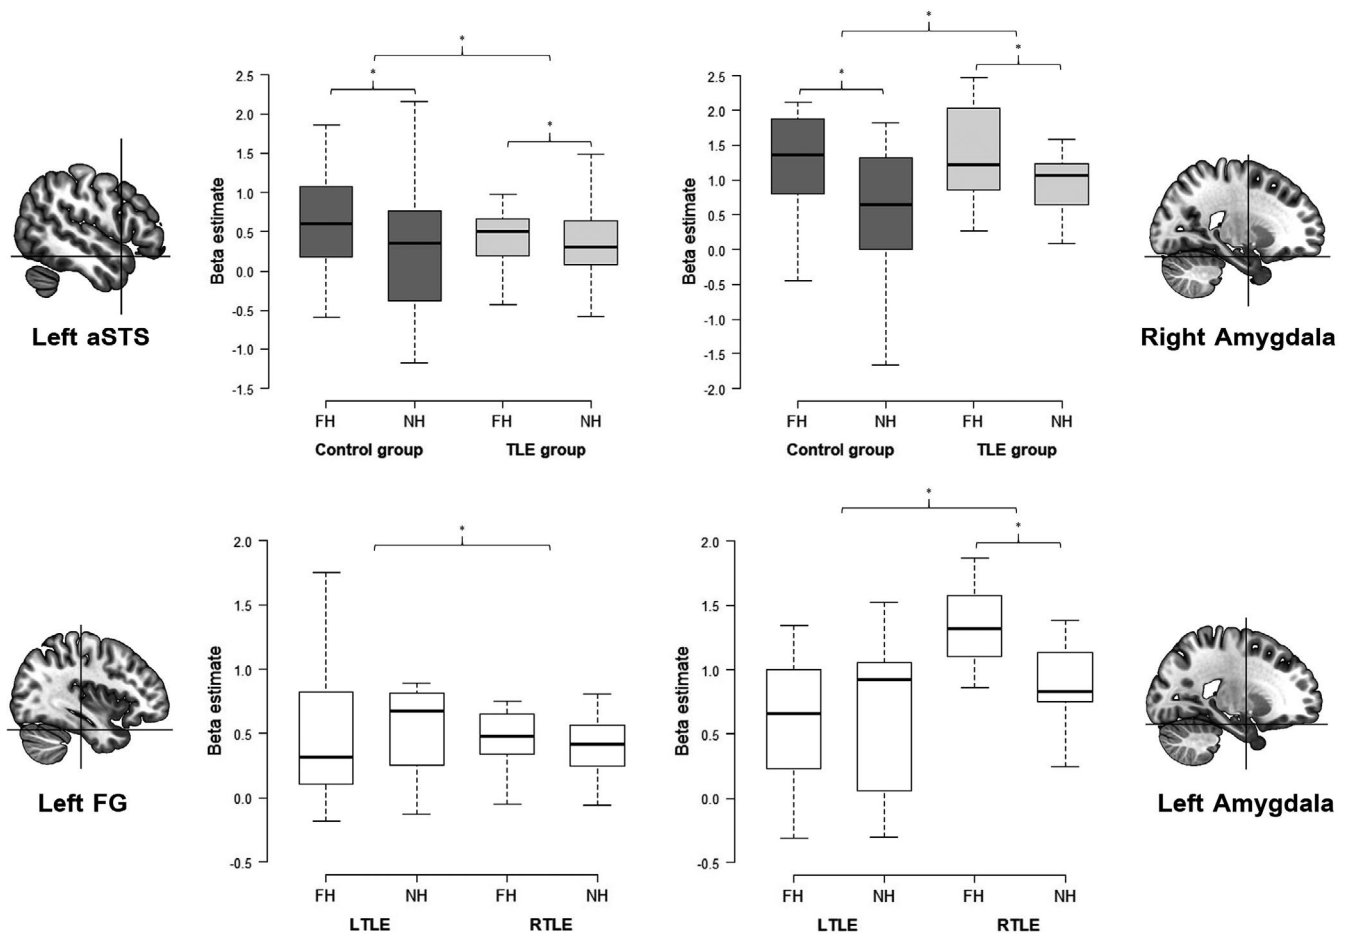 *
*
*
2.5
2.0
1.5
1.0
0.5
0.0
-0.5
-1.0
-1.5
Beta estimate
FH
NH
FH
NH
Control group
TLE group
Left aSTS
*
*
*
2.5
2.0
1.5
1.0
0.5
0.0
-0.5
-1.0
-1.5
-2.0
Beta estimate
FH
NH
FH
NH
Control group
TLE group
Right Amygdala
*
2.0
1.5
1.0
0.5
0.0
-0.5
Beta estimate
FH
NH
FH
NH
LTLE
RTLE
Left FG
*
*
2.0
1.5
1.0
0.5
0.0
-0.5
Beta estimate
FH
NH
FH
NH
LTLE
RTLE
Left Amygdala